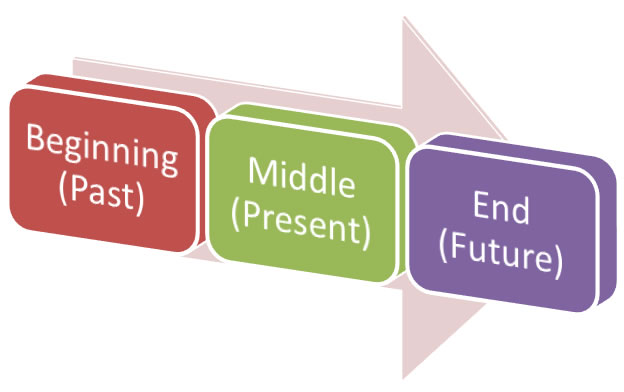 Beginning
(Past)
Middle
(Present)
End
(Future)